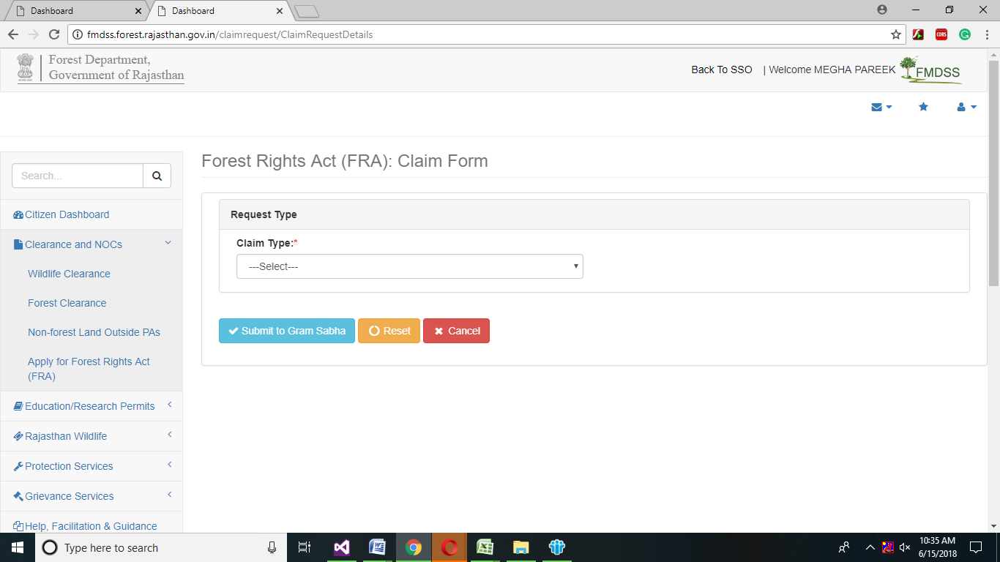 Dashboard
Dashboard
fmdss.forest.rajasthan.gov.in/claimrequest/ClaimRequestDetails
CORS
Forest Department,
Government of Rajasthan
Back To SSO | Welcome MEGHA PAREEK
FMDSS
Search...
Citizen Dashboard
Clearance and NOCs
Wildlife Clearance
Forest Clearance
Non-forest Land Outside PAs
Apply for Forest Rights Act
(FRA)
Education/Research Permits
Rajasthan Wildlife
Protection Services
Grievance Services
Help, Facilitation & Guidance
Forest Rights Act (FRA): Claim Form
Request Type
Claim Type:*
---Select---
Submit to Gram Sabha
Reset
Cancel
Type here to search
10:35 AM
6/15/2018